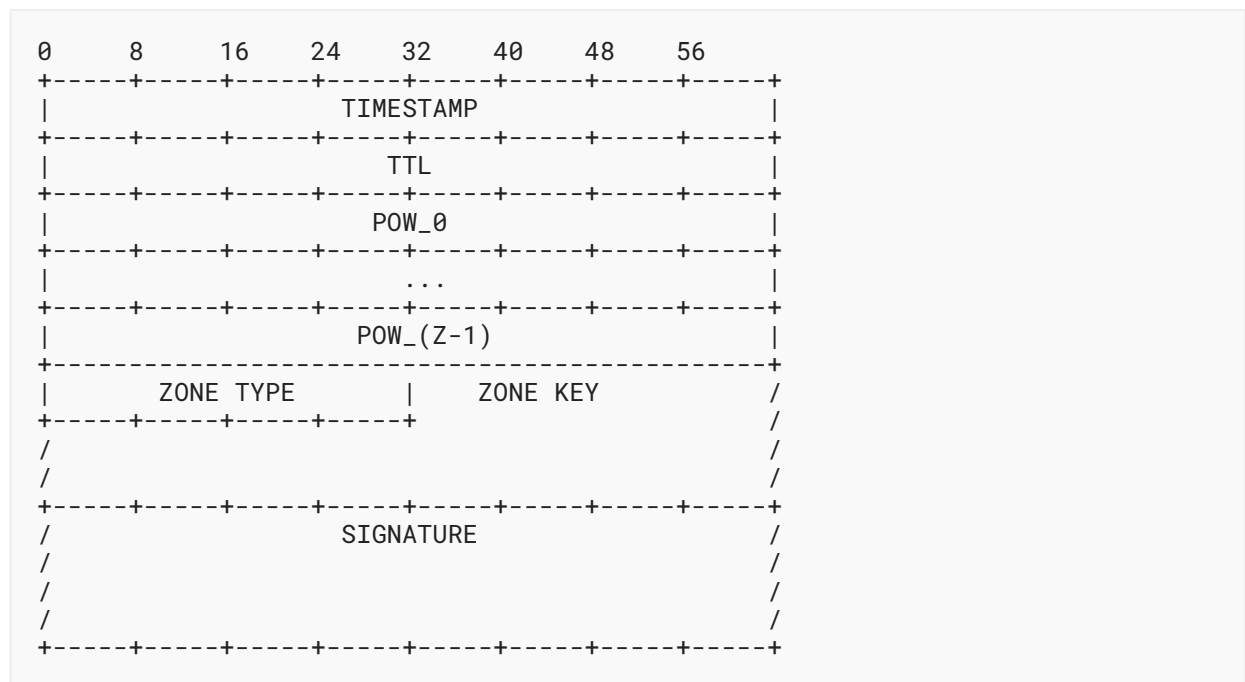 0     8     16    24    32    40    48    56
+-----+-----+-----+-----+-----+-----+-----+-----+
|                   TIMESTAMP                   |
+-----+-----+-----+-----+-----+-----+-----+-----+
|                      TTL                      |
+-----+-----+-----+-----+-----+-----+-----+-----+
|                     POW_0                     |
+-----+-----+-----+-----+-----+-----+-----+-----+
|                       ...                     |
+-----+-----+-----+-----+-----+-----+-----+-----+
|                    POW_(Z-1)                  |
+-----------------------------------------------+
|       ZONE TYPE       |    ZONE KEY           /
+-----+-----+-----+-----+                       /
/                                               /
/                                               /
+-----+-----+-----+-----+-----+-----+-----+-----+
/                   SIGNATURE                   /
/                                               /
/                                               /
/                                               /
+-----+-----+-----+-----+-----+-----+-----+-----+